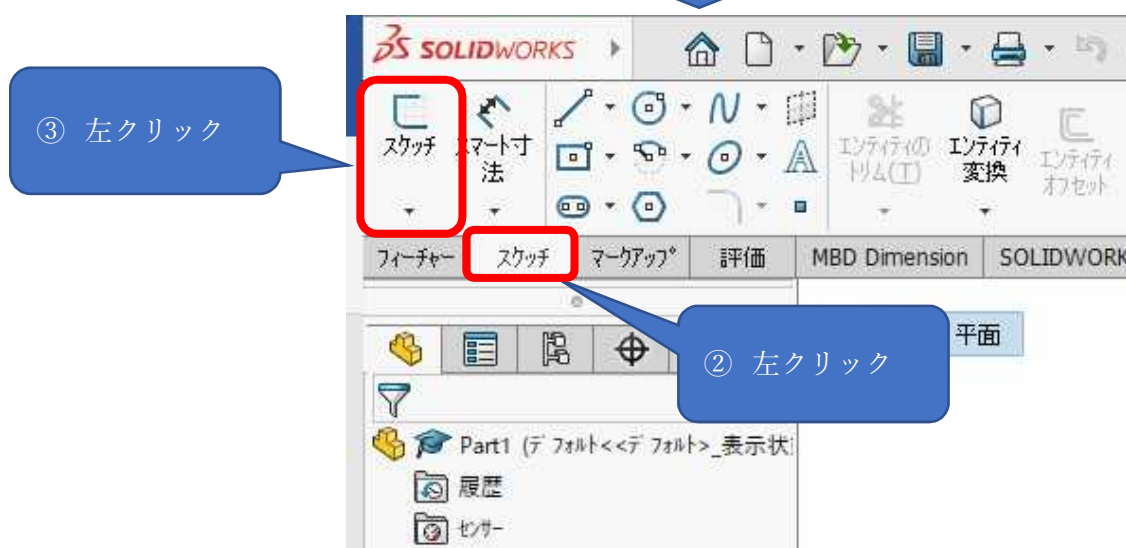 SOLIDWORKS
③ 左クリック
スケッチ
スマート寸
法
エンティティの
トリム(T)
エンティティ
変換
エンティティ
オフセット
フィーチャー スケッチ マークアップ 評価 MBD Dimension SOLIDWORK
平面
② 左クリック
Part1 (デフォルト<<デフォルト>_表示状
履歴
センサー